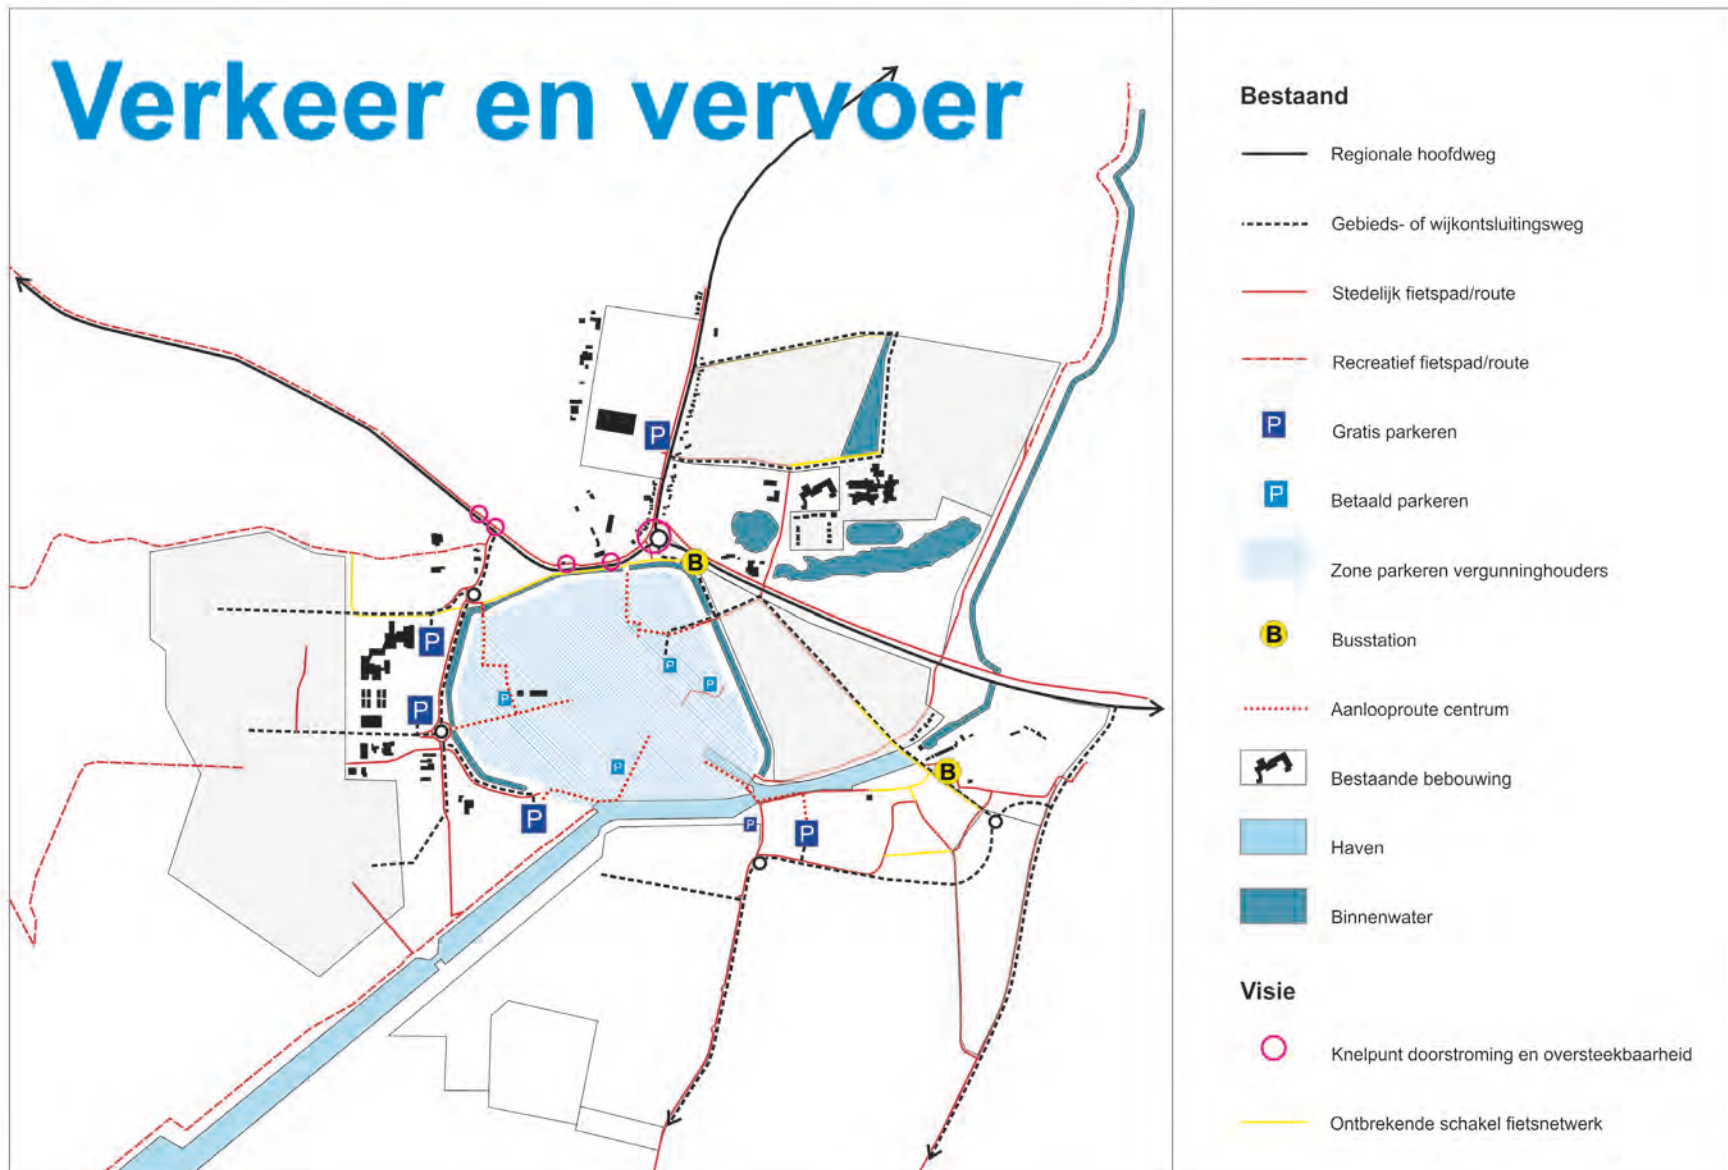 Verkeer en vervoer
Bestaand
Regionale hoofdweg
Gebieds- of wijkontsluitingsweg
Stedelijk fietspad/route
Recreatief fietspad/route
P Gratis parkeren
P Betaald parkeren
Zone parkeren vergunninghouders
B Busstation
Aanlooproute centrum
Bestaande bebouwing
Haven
Binnenwater
Visie
Knelpunt doorstroming en oversteekbaarheid
Ontbrekende schakel fietsnetwerk
P
B
P
P
P
P
P
P
P
B
P
P
P